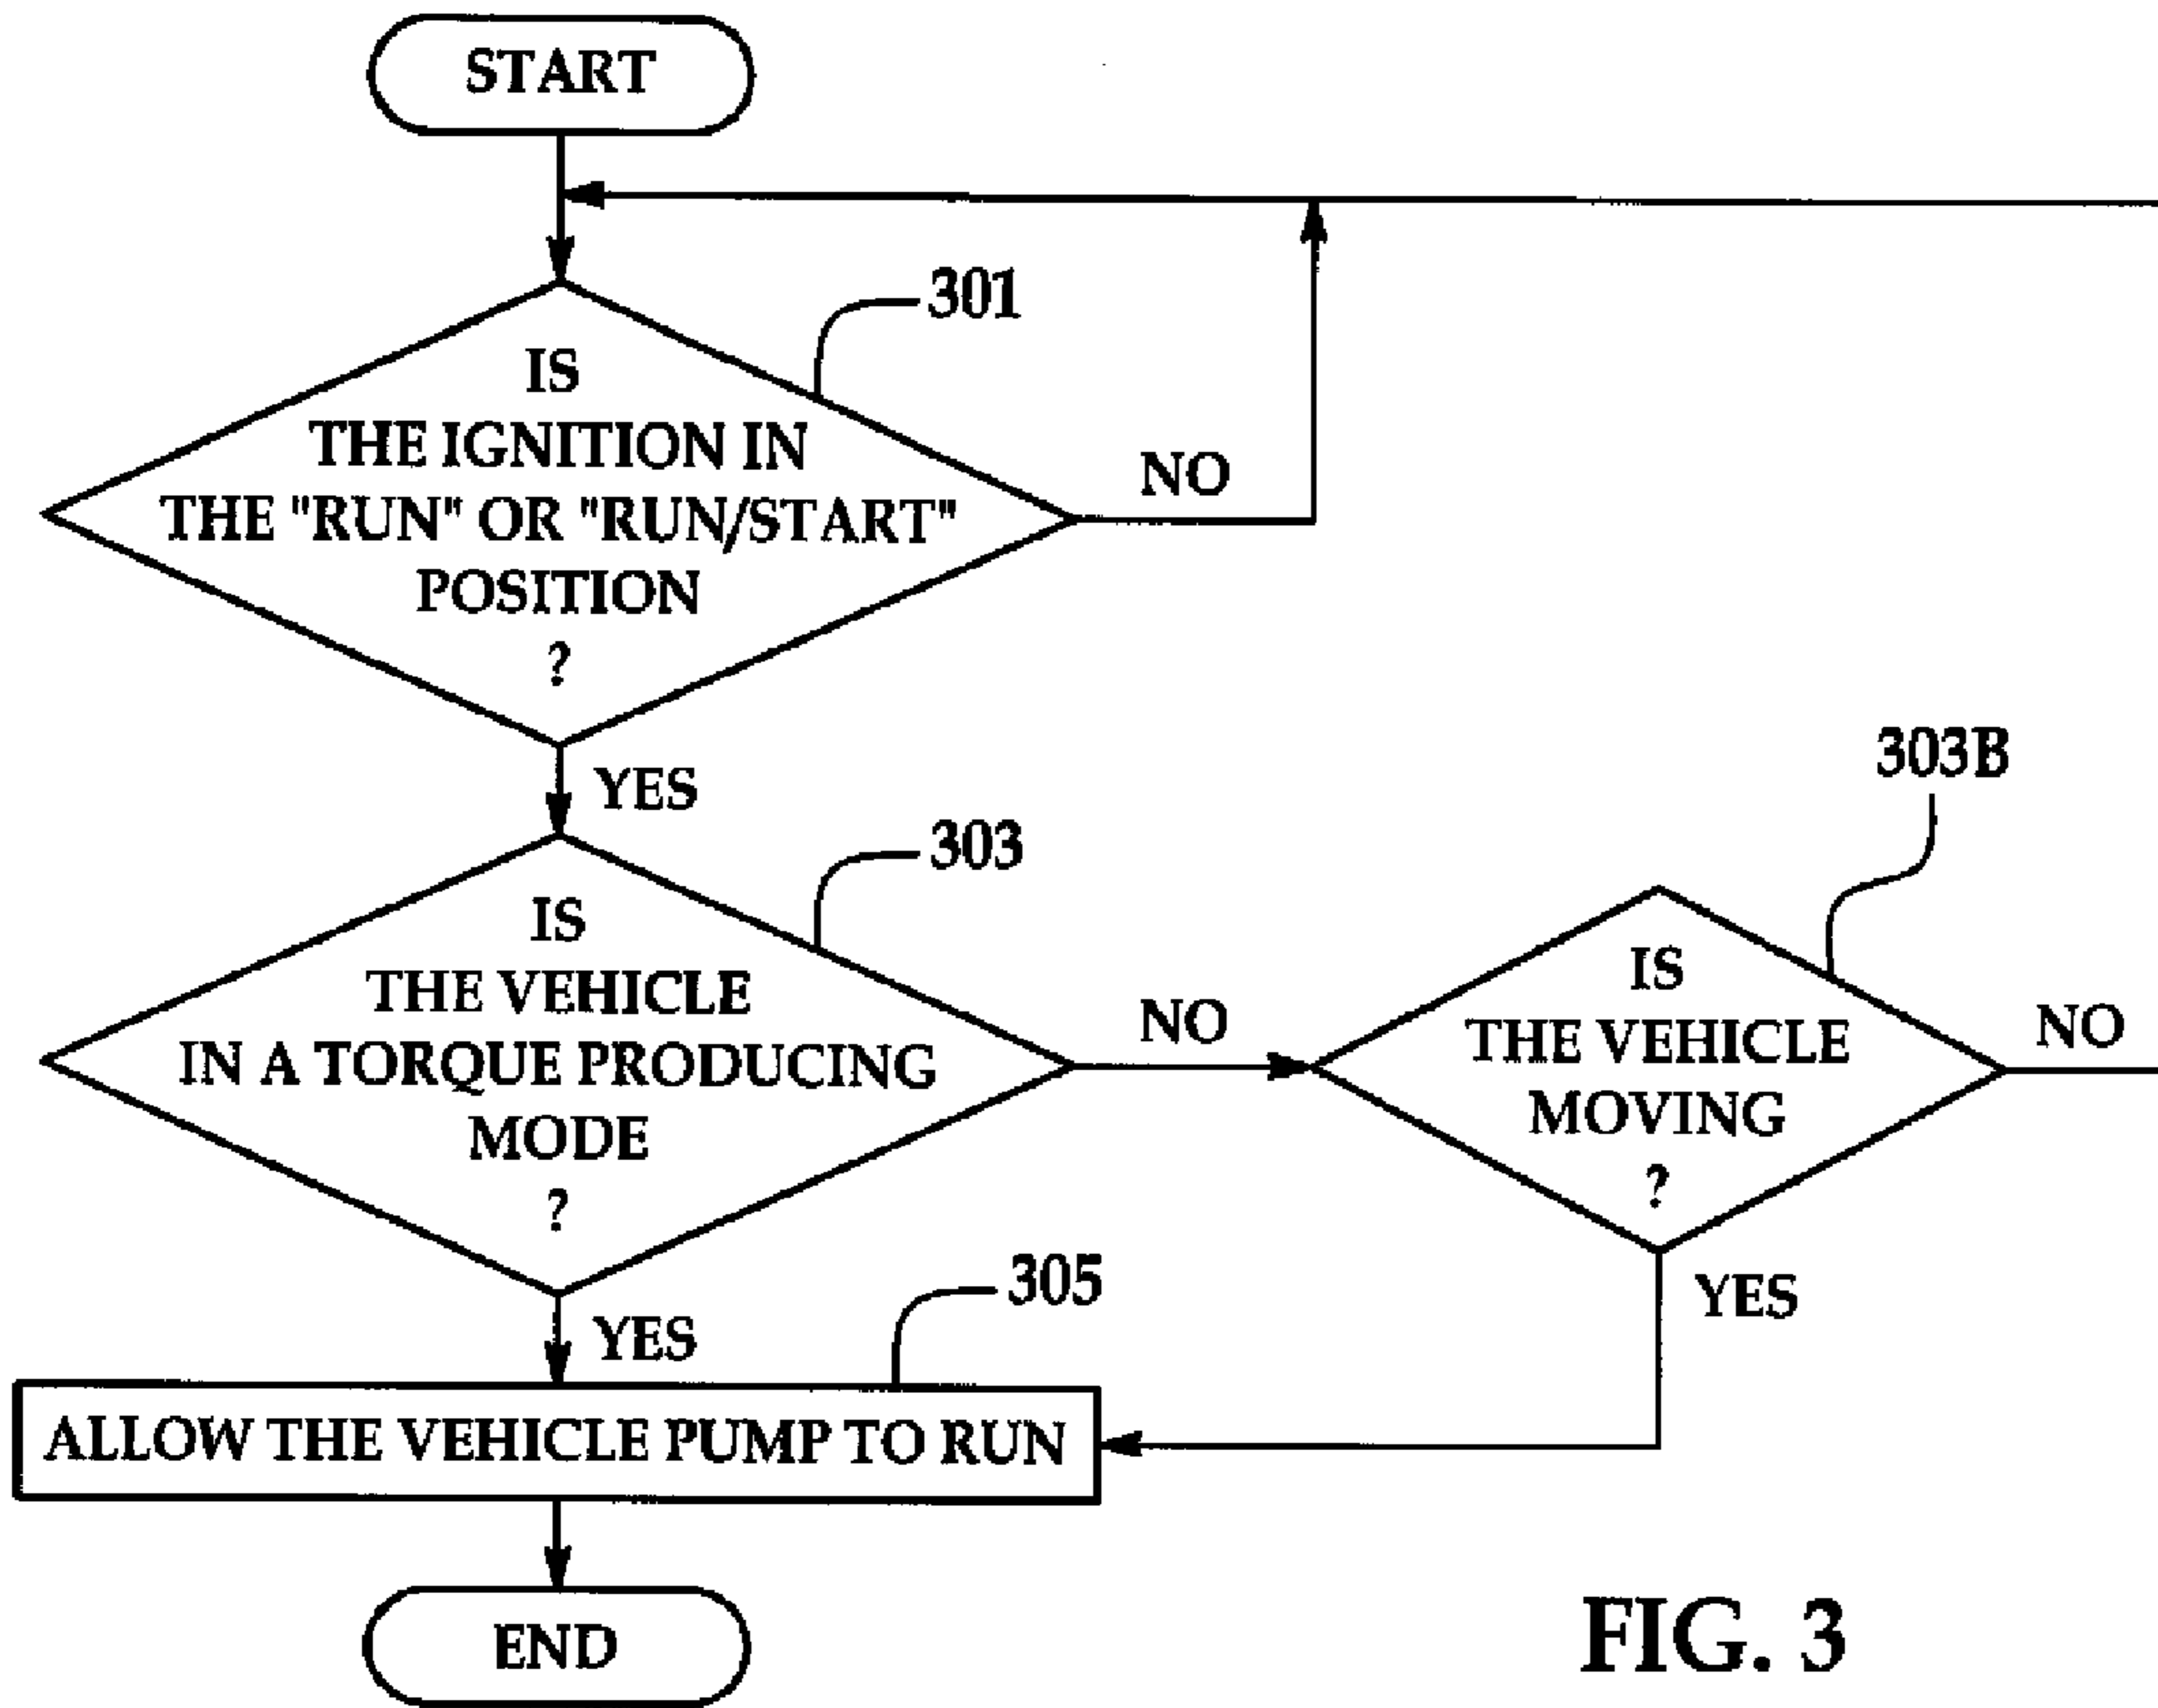 START
301
IS
THE IGNITION IN
THE "RUN" OR "RUN/START"
POSITION
?
NO
YES
303
IS
THE VEHICLE
IN A TORQUE PRODUCING
MODE
?
NO
303B
IS
THE VEHICLE
MOVING
?
NO
YES
YES
305
ALLOW THE VEHICLE PUMP TO RUN
END
FIG. 3